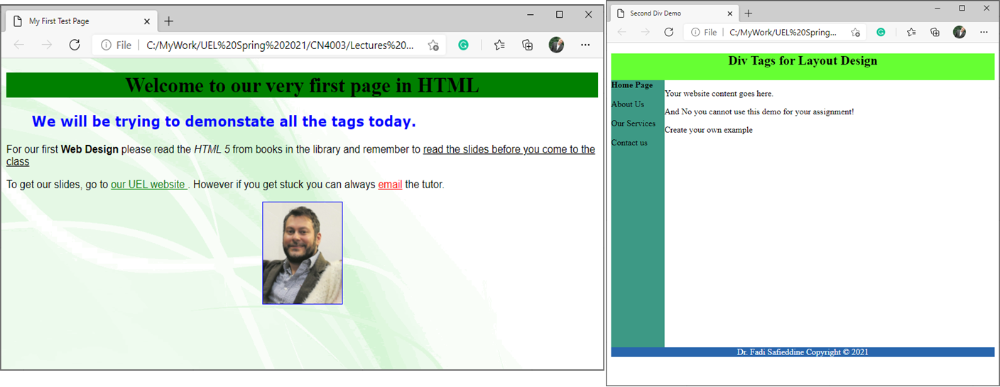 My First Test Page
File
C:/MyWork/UEL%20Spring%202021/CN4003/Lectures%20...
Welcome to our very first page in HTML
We will be trying to demonstate all the tags today.
For our first Web Design please read the HTML 5 from books in the library and remember to read the slides before you come to the
class
To get our slides, go to our UEL website . However if you get stuck you can always email the tutor.
Second Div Demo
File
C:/MyWork/UEL%20Spring...
Div Tags for Layout Design
Home Page
About Us
Our Services
Contact us
Your website content goes here.
And No you cannot use this demo for your assignment!
Create your own example
Dr. Fadi Safieddine Copyright © 2021